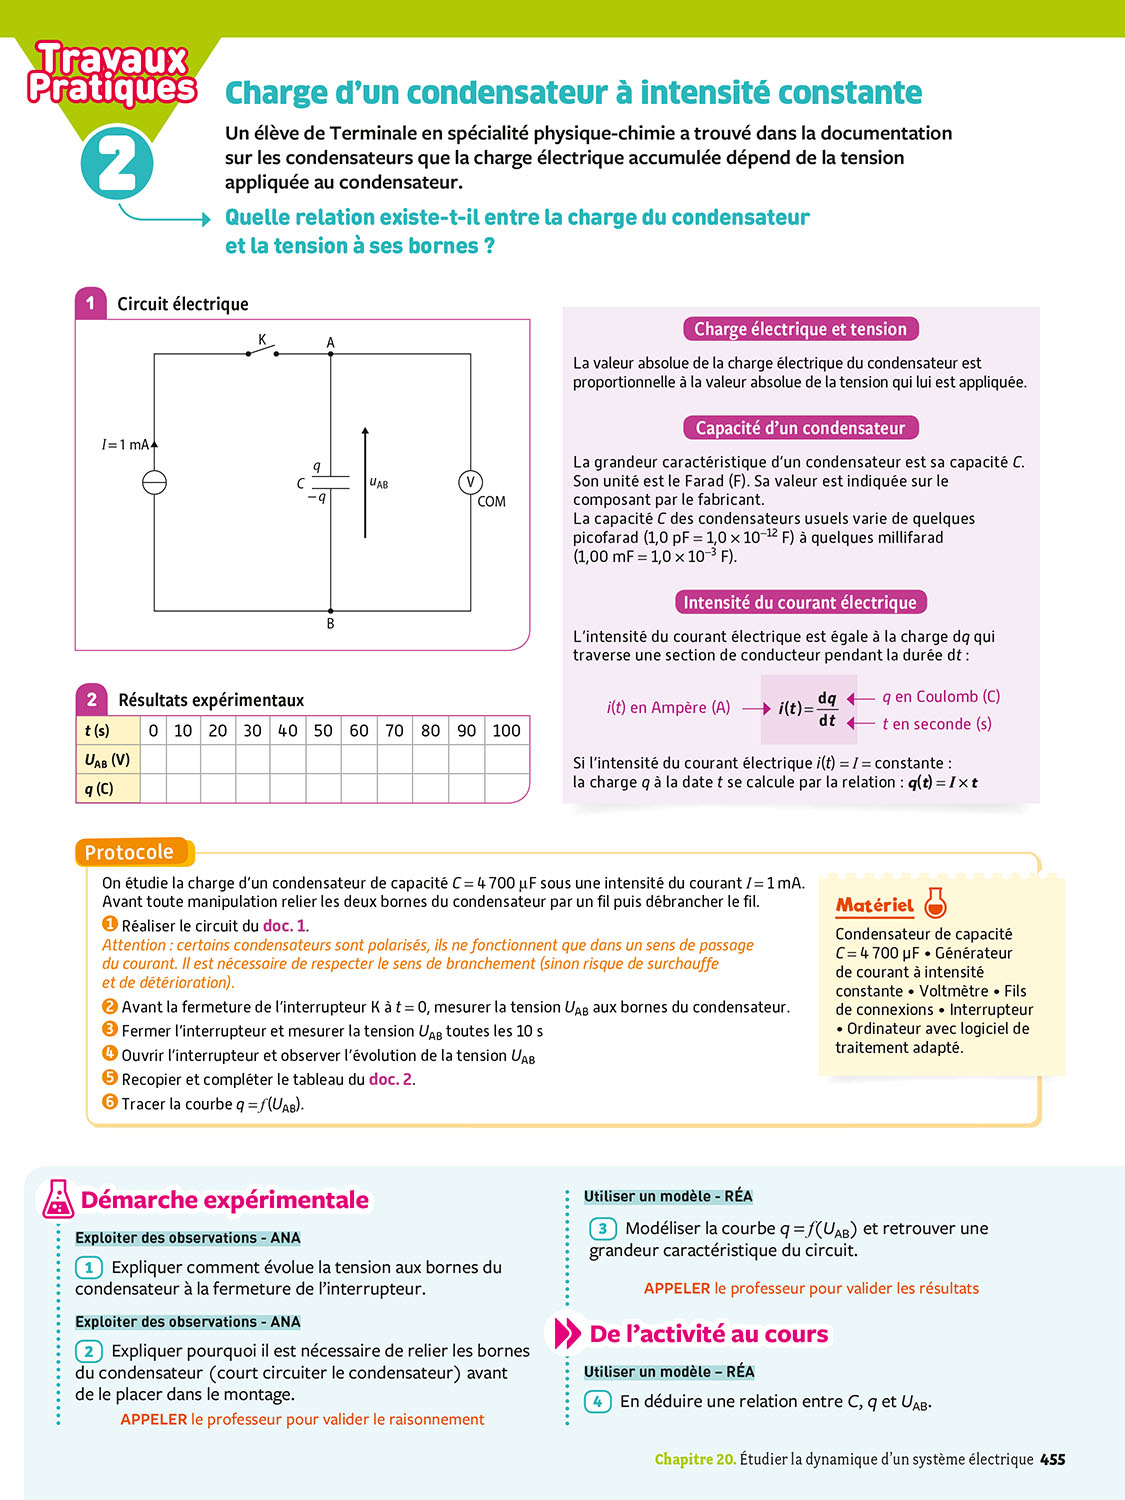 Travaux
Pratiques
2
Charge d'un condensateur à intensité constante
Un élève de Terminale en spécialité physique-chimie a trouvé dans la documentation
sur les condensateurs que la charge électrique accumulée dépend de la tension
appliquée au condensateur.
Quelle relation existe-t-il entre la charge du condensateur
et la tension à ses bornes ?
1 Circuit électrique
K
A
I = 1 mA
q
C
–q
uAB
V
COM
B
2 Résultats expérimentaux
t (s) 0 10 20 30 40 50 60 70 80 90 100
UAB (V)
q (C)
Charge électrique et tension
La valeur absolue de la charge électrique du condensateur est
proportionnelle à la valeur absolue de la tension qui lui est appliquée.
Capacité d'un condensateur
La grandeur caractéristique d'un condensateur est sa capacité C.
Son unité est le Farad (F). Sa valeur est indiquée sur le
composant par le fabricant.
La capacité C des condensateurs usuels varie de quelques
picofarad (1,0 pF = 1,0 × 10⁻¹² F) à quelques millifarad
(1,00 mF = 1,0 × 10⁻³ F).
Intensité du courant électrique
L'intensité du courant électrique est égale à la charge dq qui
traverse une section de conducteur pendant la durée dt :
i(t) en Ampère (A)
i(t) = dq/dt
q en Coulomb (C)
t en seconde (s)
Si l'intensité du courant électrique i(t) = I = constante :
la charge q à la date t se calcule par la relation : q(t) = I × t
Protocole
On étudie la charge d'un condensateur de capacité C = 4 700 µF sous une intensité du courant I = 1 mA.
Avant toute manipulation relier les deux bornes du condensateur par un fil puis débrancher le fil.
1 Réaliser le circuit du doc. 1.
Attention : certains condensateurs sont polarisés, ils ne fonctionnent que dans un sens de passage
du courant. Il est nécessaire de respecter le sens de branchement (sinon risque de surchauffe
et de détérioration).
2 Avant la fermeture de l'interrupteur K à t = 0, mesurer la tension UAB aux bornes du condensateur.
3 Fermer l'interrupteur et mesurer la tension UAB toutes les 10 s
4 Ouvrir l'interrupteur et observer l'évolution de la tension UAB
5 Recopier et compléter le tableau du doc. 2.
6 Tracer la courbe q = f(UAB).
Matériel
Condensateur de capacité
C = 4 700 µF • Générateur
de courant à intensité
constante • Voltmètre • Fils
de connexions • Interrupteur
• Ordinateur avec logiciel de
traitement adapté.
Démarche expérimentale
Exploiter des observations - ANA
1 Expliquer comment évolue la tension aux bornes du
condensateur à la fermeture de l'interrupteur.
Exploiter des observations - ANA
2 Expliquer pourquoi il est nécessaire de relier les bornes
du condensateur (court circuiter le condensateur) avant
de le placer dans le montage.
APPELER le professeur pour valider le raisonnement
Utiliser un modèle - RÉA
3 Modéliser la courbe q = f(UAB) et retrouver une
grandeur caractéristique du circuit.
APPELER le professeur pour valider les résultats
De l'activité au cours
Utiliser un modèle – RÉA
4 En déduire une relation entre C, q et UAB.
Chapitre 20. Étudier la dynamique d'un système électrique 455